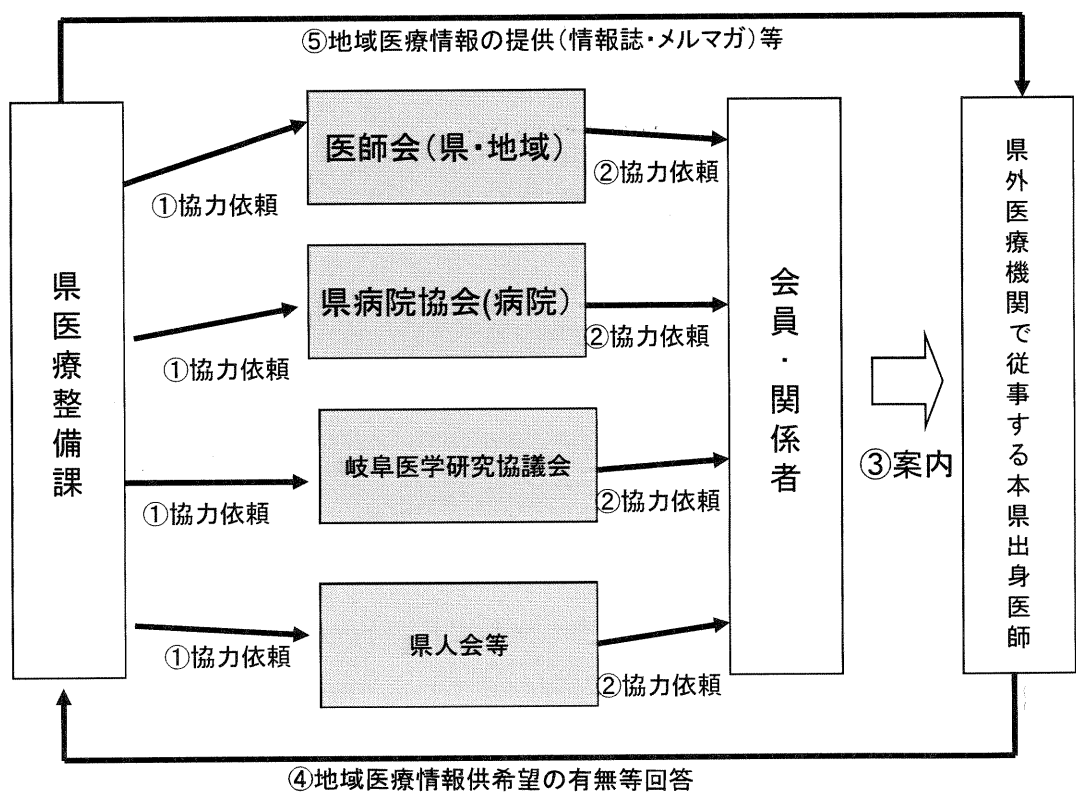 ⑤地域医療情報の提供(情報誌・メルマガ)等
県医療整備課
①協力依頼
医師会(県・地域)
②協力依頼
①協力依頼
県病院協会(病院)
②協力依頼
①協力依頼
岐阜医学研究協議会
②協力依頼
①協力依頼
県人会等
②協力依頼
会員・関係者
③案内
県外医療機関で従事する本県出身医師
④地域医療情報供希望の有無等回答